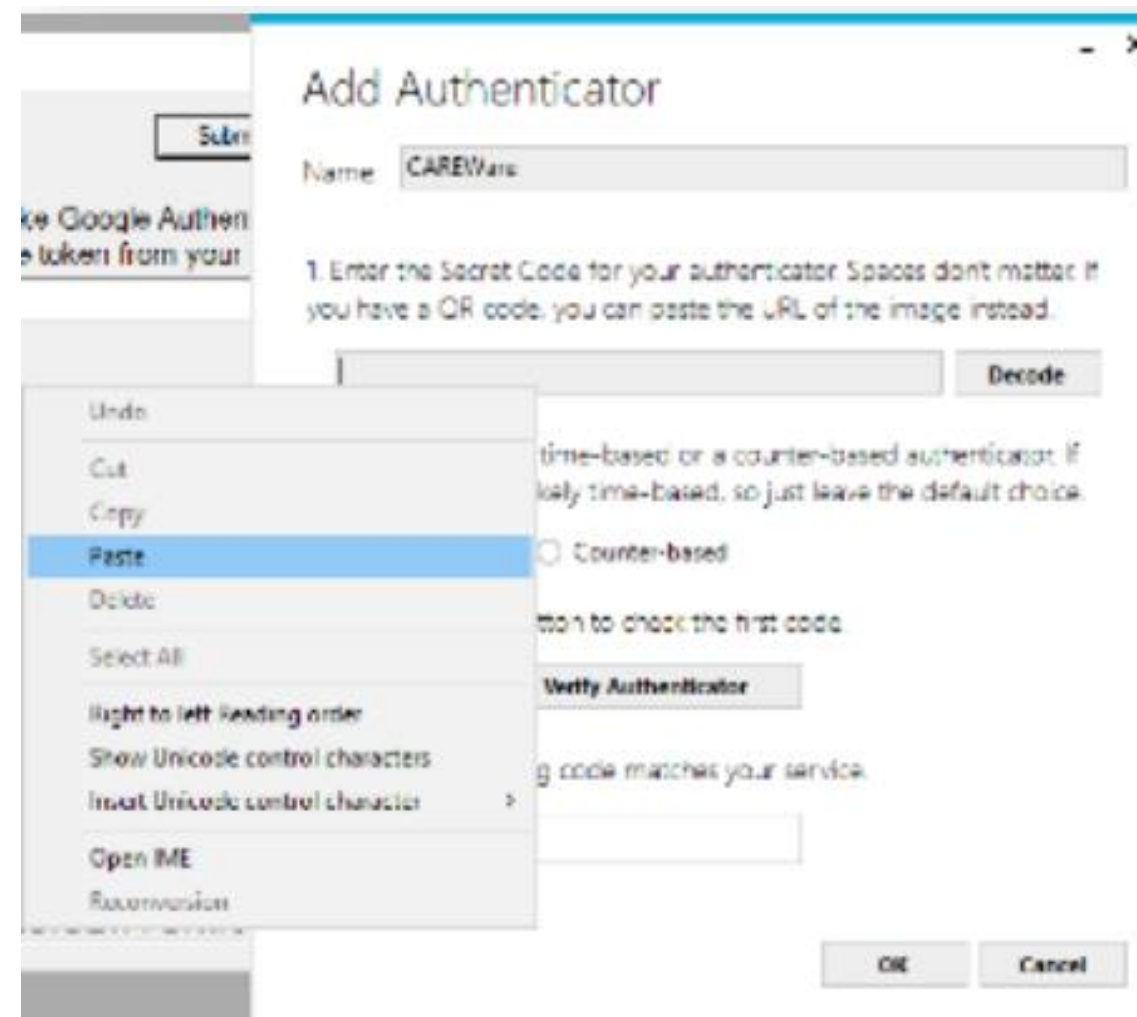 Add Authenticator
Subm
Name CAREWare
ke Google Authen
e token from your
1. Enter the Secret Code for your authenticator. Spaces don't matter. If
you have a QR code, you can paste the URL of the image instead.
Decode
Undo
Cut
Copy
Paste
Delete
Select All
Right to left Reading order
Show Unicode control characters
Insert Unicode control character >
Open IME
Reconversion
time-based or a counter-based authenticator. If
kely time-based, so just leave the default choice.
Counter-based
tton to check the first code.
Verify Authenticator
g code matches your service.
OK Cancel